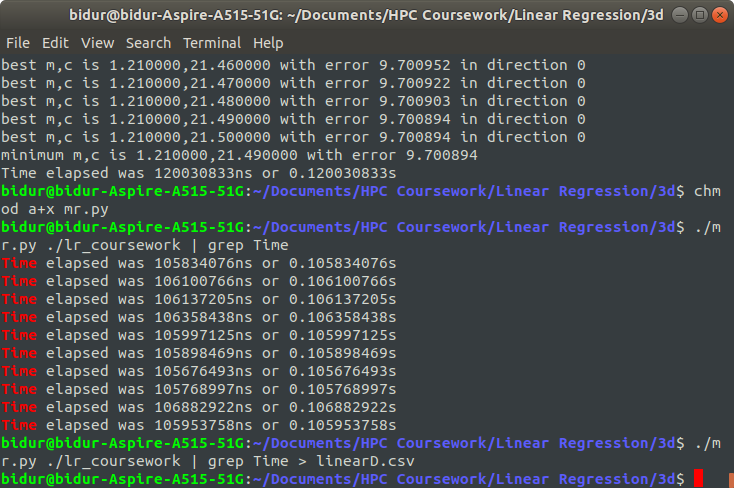 bidur@bidur-Aspire-A515-51G: ~/Documents/HPC Coursework/Linear Regression/3d
File Edit View Search Terminal Help
best m,c is 1.210000,21.460000 with error 9.700952 in direction 0
best m,c is 1.210000,21.470000 with error 9.700922 in direction 0
best m,c is 1.210000,21.480000 with error 9.700903 in direction 0
best m,c is 1.210000,21.490000 with error 9.700894 in direction 0
best m,c is 1.210000,21.500000 with error 9.700894 in direction 0
minimum m,c is 1.210000,21.490000 with error 9.700894
Time elapsed was 120030833ns or 0.120030833s
bidur@bidur-Aspire-A515-51G:~/Documents/HPC Coursework/Linear Regression/3d$ chm
od a+x mr.py
bidur@bidur-Aspire-A515-51G:~/Documents/HPC Coursework/Linear Regression/3d$ ./m
r.py ./lr_coursework | grep Time
Time elapsed was 105834076ns or 0.105834076s
Time elapsed was 106100766ns or 0.106100766s
Time elapsed was 106137205ns or 0.106137205s
Time elapsed was 106358438ns or 0.106358438s
Time elapsed was 105997125ns or 0.105997125s
Time elapsed was 105898469ns or 0.105898469s
Time elapsed was 105676493ns or 0.105676493s
Time elapsed was 105768997ns or 0.105768997s
Time elapsed was 106882922ns or 0.106882922s
Time elapsed was 105953758ns or 0.105953758s
bidur@bidur-Aspire-A515-51G:~/Documents/HPC Coursework/Linear Regression/3d$ ./m
r.py ./lr_coursework | grep Time > linearD.csv
bidur@bidur-Aspire-A515-51G:~/Documents/HPC Coursework/Linear Regression/3d$